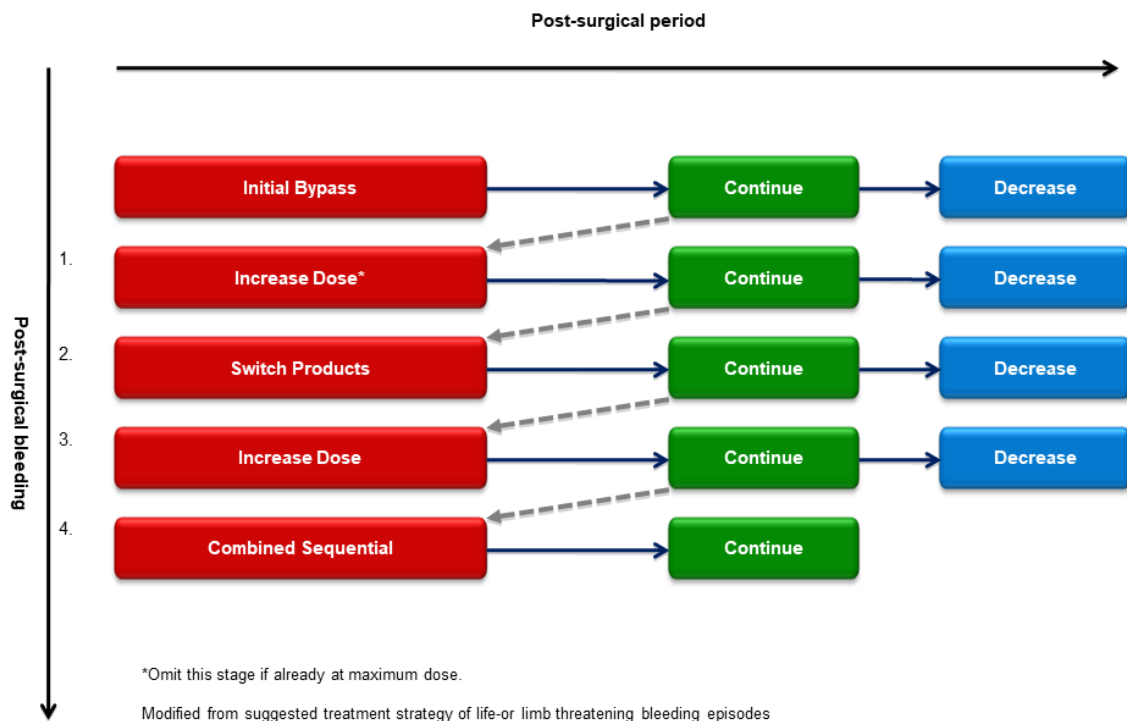 Post-surgical period
Post-surgical bleeding
Initial Bypass
Continue
Decrease
1.
Increase Dose*
Continue
Decrease
2.
Switch Products
Continue
Decrease
3.
Increase Dose
Continue
Decrease
4.
Combined Sequential
Continue
*Omit this stage if already at maximum dose.
Modified from suggested treatment strategy of life-or limb threatening bleeding episodes